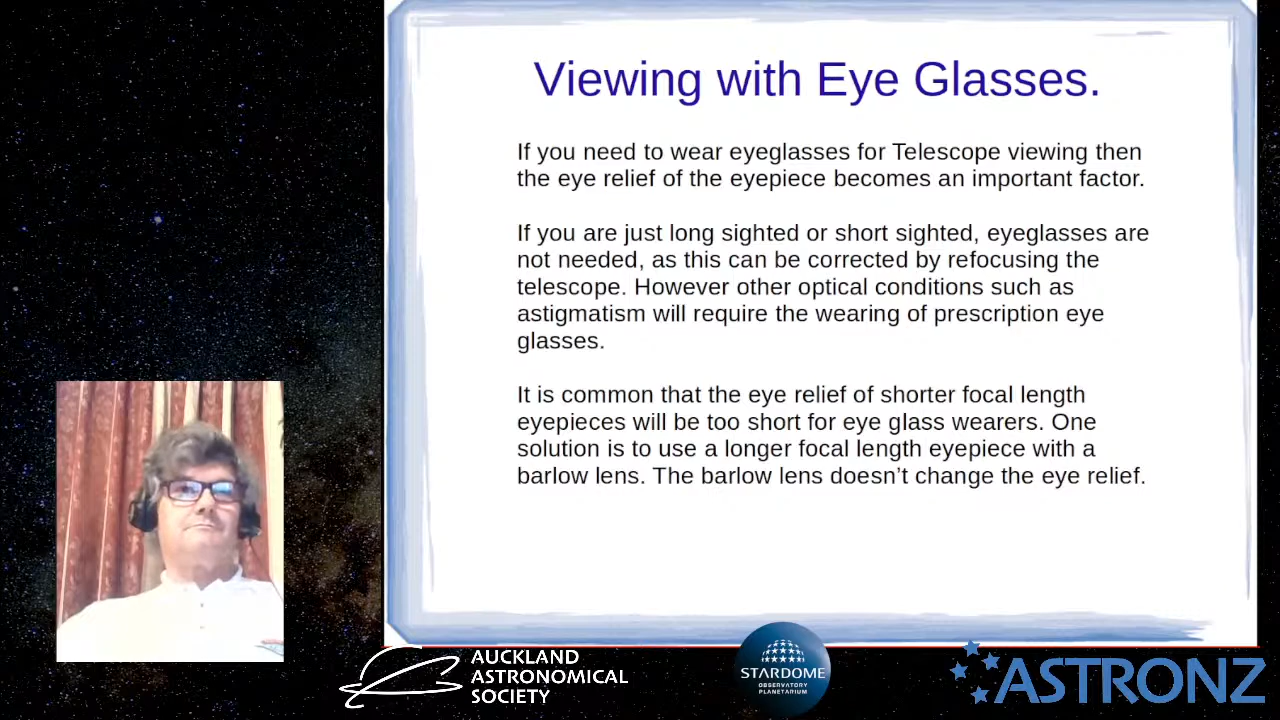 Viewing with Eye Glasses.
If you need to wear eyeglasses for Telescope viewing then
the eye relief of the eyepiece becomes an important factor.
If you are just long sighted or short sighted, eyeglasses are
not needed, as this can be corrected by refocusing the
telescope. However other optical conditions such as
astigmatism will require the wearing of prescription eye
glasses.
It is common that the eye relief of shorter focal length
eyepieces will be too short for eye glass wearers. One
solution is to use a longer focal length eyepiece with a
barlow lens. The barlow lens doesn't change the eye relief.
AUCKLAND
ASTRONOMICAL
SOCIETY
STARDOME
OBSERVATORY
PLANETARIUM
ASTRONZ